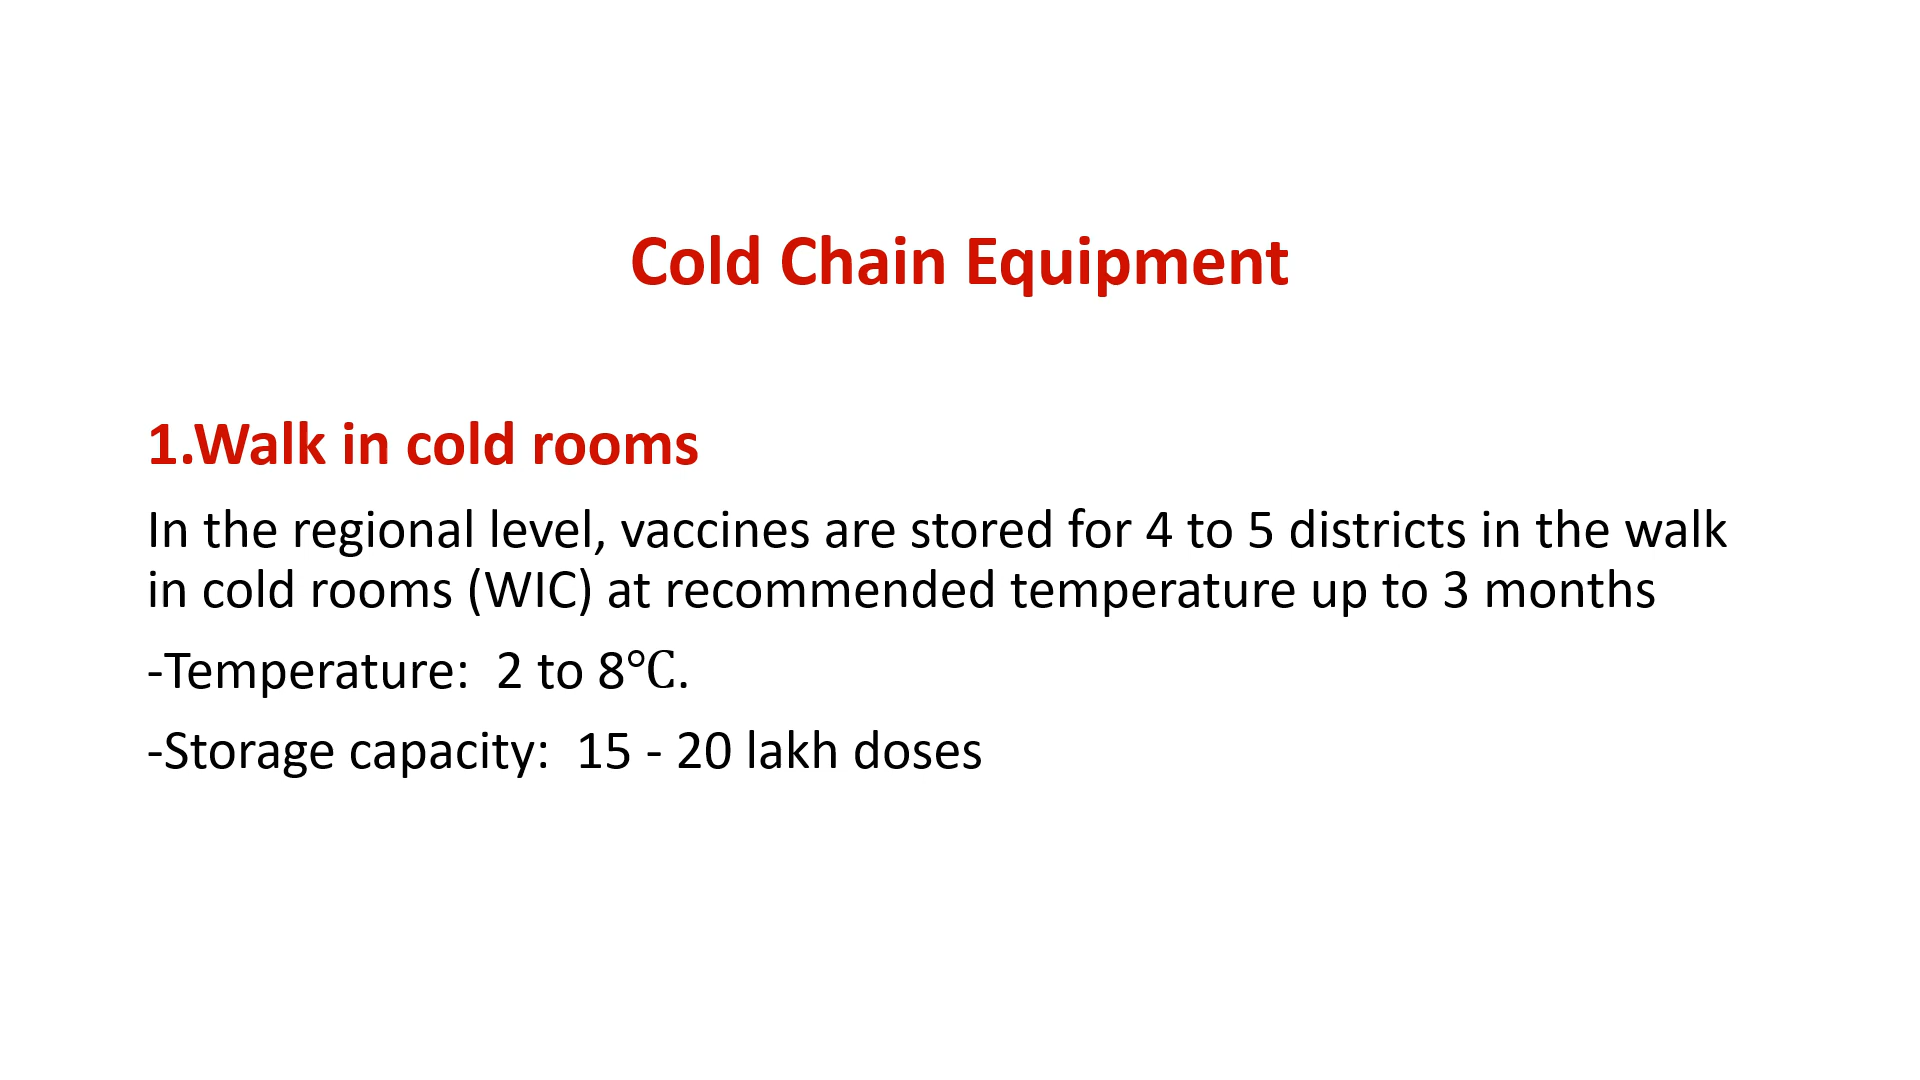 Cold Chain Equipment
1.Walk in cold rooms
In the regional level, vaccines are stored for 4 to 5 districts in the walk
in cold rooms (WIC) at recommended temperature up to 3 months
-Temperature:  2 to 8℃.
-Storage capacity:  15 - 20 lakh doses